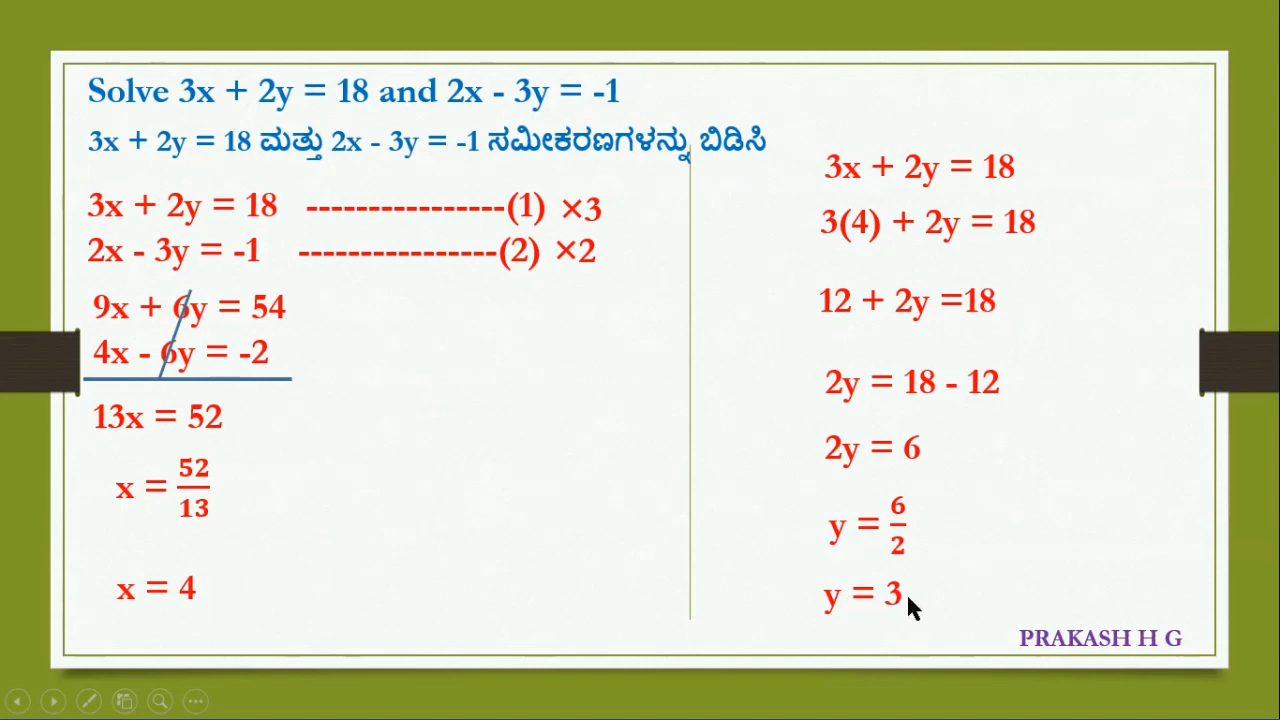 Solve 3x + 2y = 18 and 2x - 3y = -1
3x + 2y = 18 ಮತ್ತು 2x - 3y = -1 ಸಮೀಕರಣಗಳನ್ನು ಬಿಡಿಸಿ
3x + 2y = 18 ----------------(1) ×3
2x - 3y = -1 ----------------(2) ×2
9x + 6y = 54
4x - 6y = -2
13x = 52
x = 52/13
x = 4
3x + 2y = 18
3(4) + 2y = 18
12 + 2y =18
2y = 18 - 12
2y = 6
y = 6/2
y = 3
PRAKASH H G